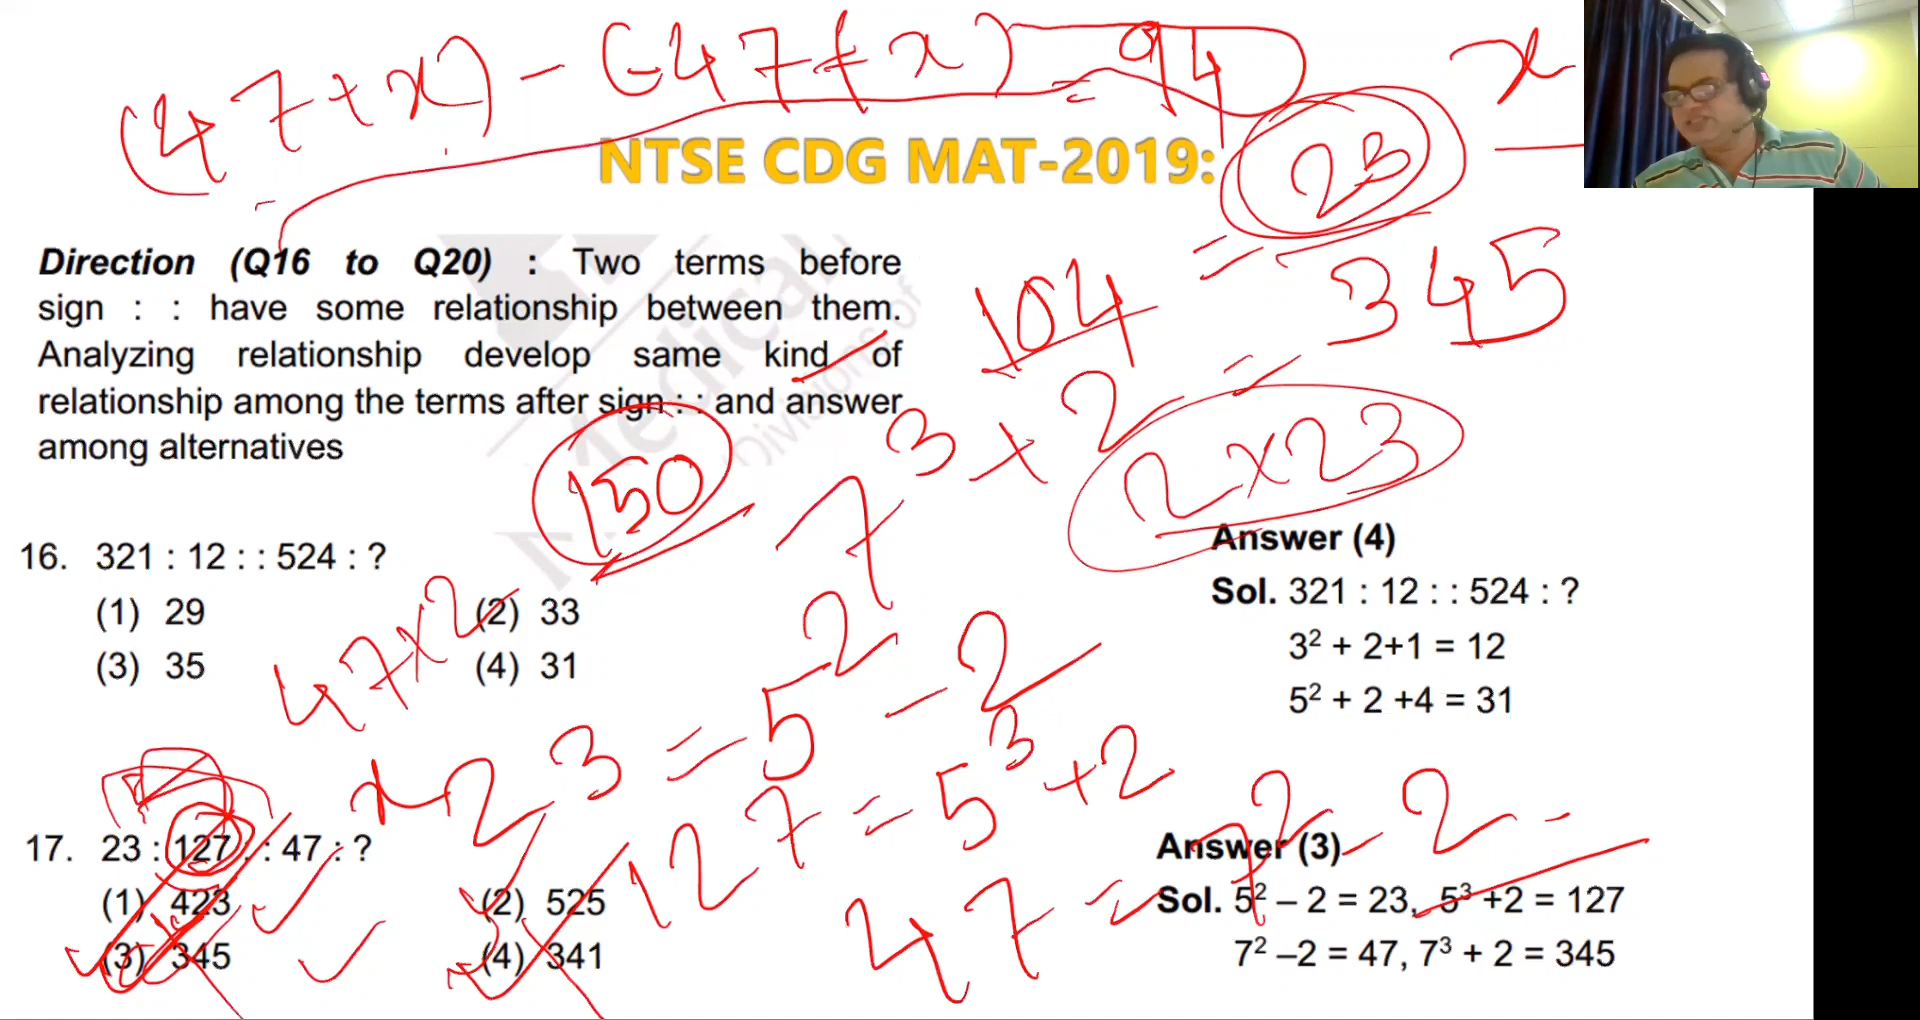 (47+x) - (-47+x) = 94
x
NTSE CDG MAT-2019:
23
Direction (Q16 to Q20) : Two terms before
sign : : have some relationship between them.
Analyzing relationship develop same kind of
relationship among the terms after sign : : and answer
among alternatives
104 = 345
7³ × 2 =
2×23
150
16. 321 : 12 : : 524 : ?
(1) 29 (2) 33
(3) 35 (4) 31
47×2
Answer (4)
Sol. 321 : 12 : : 524 : ?
3² + 2+1 = 12
5² + 2 +4 = 31
23 = 5² - 2
127 = 5³ + 2
47 = 7² - 2
17. 23 : 127 : : 47 : ?
(1) 423 (2) 525
(3) 345 (4) 341
Answer (3)
Sol. 5² – 2 = 23, 5³ +2 = 127
7² –2 = 47, 7³ + 2 = 345
Medical
Divisions of